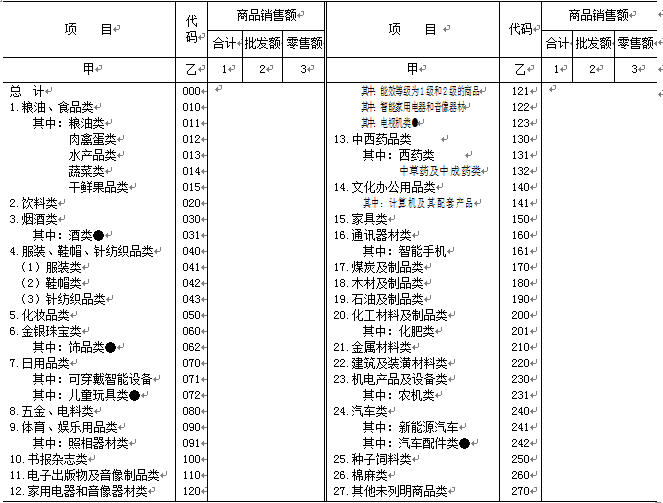 项 目 代码 商品销售额
合计 批发额 零售额
甲 乙 1 2 3
总 计 000
1.粮油、食品类 010
其中：粮油类 011
肉禽蛋类 012
水产品类 013
蔬菜类 014
干鲜果品类 015
2.饮料类 020
3.烟酒类 030
其中：酒类● 031
4.服装、鞋帽、针纺织品类 040
（1）服装类 041
（2）鞋帽类 042
（3）针纺织品类 043
5.化妆品类 050
6.金银珠宝类 060
其中：饰品类● 062
7.日用品类 070
其中：可穿戴智能设备 071
其中：儿童玩具类● 072
8.五金、电料类 080
9.体育、娱乐用品类 090
其中：照相器材类 091
10.书报杂志类 100
11.电子出版物及音像制品类 110
12.家用电器和音像器材类 120
项 目 代码 商品销售额
合计 批发额 零售额
甲 乙 1 2 3
其中：能效等级为1级和2级的商品 121
其中：智能家用电器和音像器材 122
其中：电视机类● 123
13.中西药品类 130
其中：西药类 131
中草药及中成药类 132
14.文化办公用品类 140
其中：计算机及其配套产品 141
15.家具类 150
16.通讯器材类 160
其中：智能手机 161
17.煤炭及制品类 170
18.木材及制品类 180
19.石油及制品类 190
20.化工材料及制品类 200
其中：化肥类 201
21.金属材料类 210
22.建筑及装潢材料类 220
23.机电产品及设备类 230
其中：农机类 231
24.汽车类 240
其中：新能源汽车 241
其中：汽车配件类● 242
25.种子饲料类 250
26.棉麻类 260
27.其他未列明商品类 270